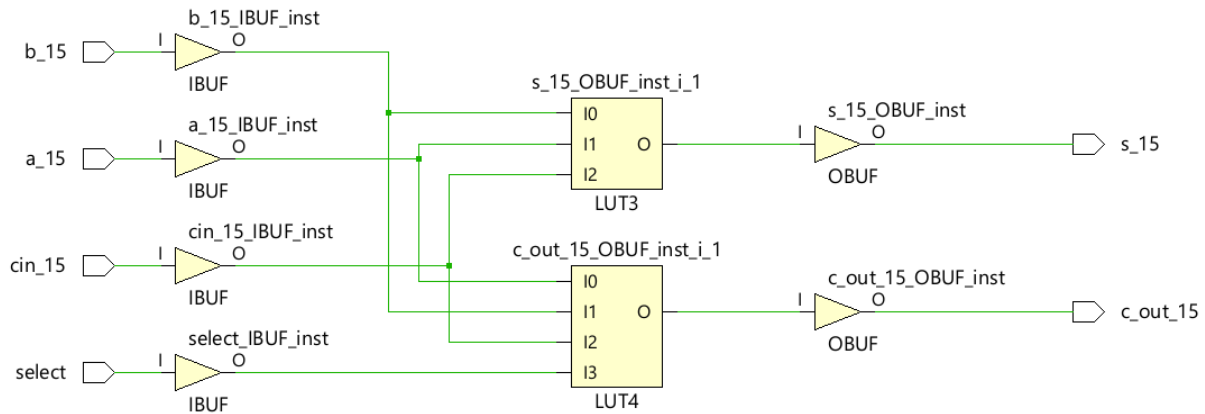 b_15_IBUF_inst
b_15 I O
IBUF
s_15_OBUF_inst_i_1
I0
a_15_IBUF_inst
s_15_OBUF_inst
a_15 I O
I1 O
I O s_15
IBUF
I2
OBUF
LUT3
cin_15_IBUF_inst
c_out_15_OBUF_inst_i_1
cin_15 I O
I0
c_out_15_OBUF_inst
IBUF
I1 O
I O c_out_15
select_IBUF_inst
I2
OBUF
select I O
I3
IBUF
LUT4